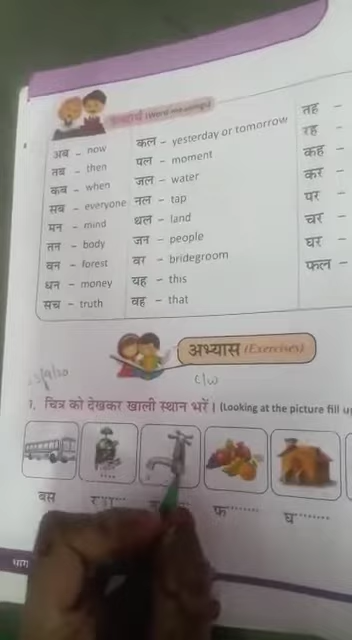 शब्दार्थ (Word meanings)
अब - now
तब - then
कब - when
सब - everyone
मन - mind
तन - body
वन - forest
धन - money
सच - truth
कल - yesterday or tomorrow
पल - moment
जल - water
नल - tap
थल - land
जन - people
वर - bridegroom
यह - this
वह - that
तह -
रह -
कह -
कर -
पर -
चर -
घर -
फल -
अभ्यास (Exercises)
c/w
1. चित्र को देखकर खाली स्थान भरें। (Looking at the picture fill u
बस
फ........
घ........
भाग